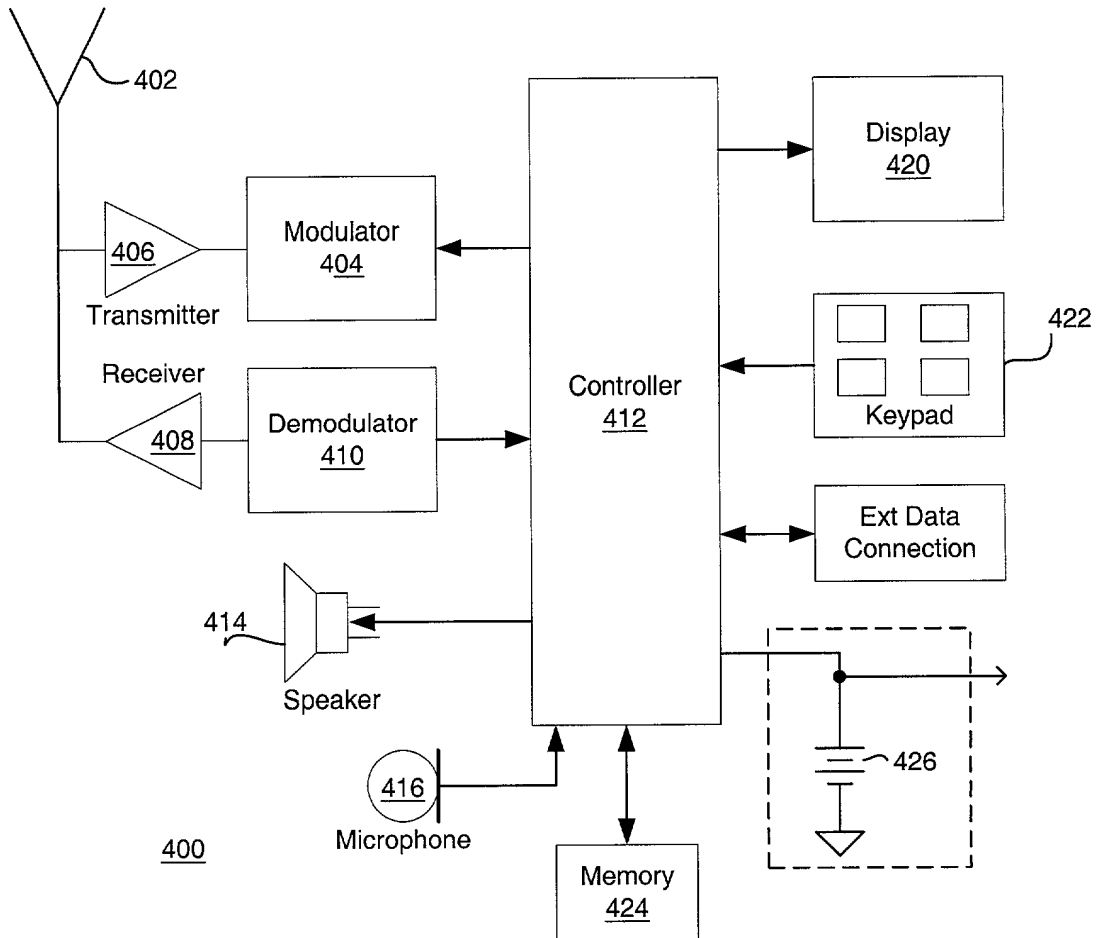 402
Display
420
Modulator
404
406
Transmitter
422
Keypad
Receiver
Controller
412
408
Demodulator
410
Ext Data
Connection
414
Speaker
426
416
Microphone
400
Memory
424